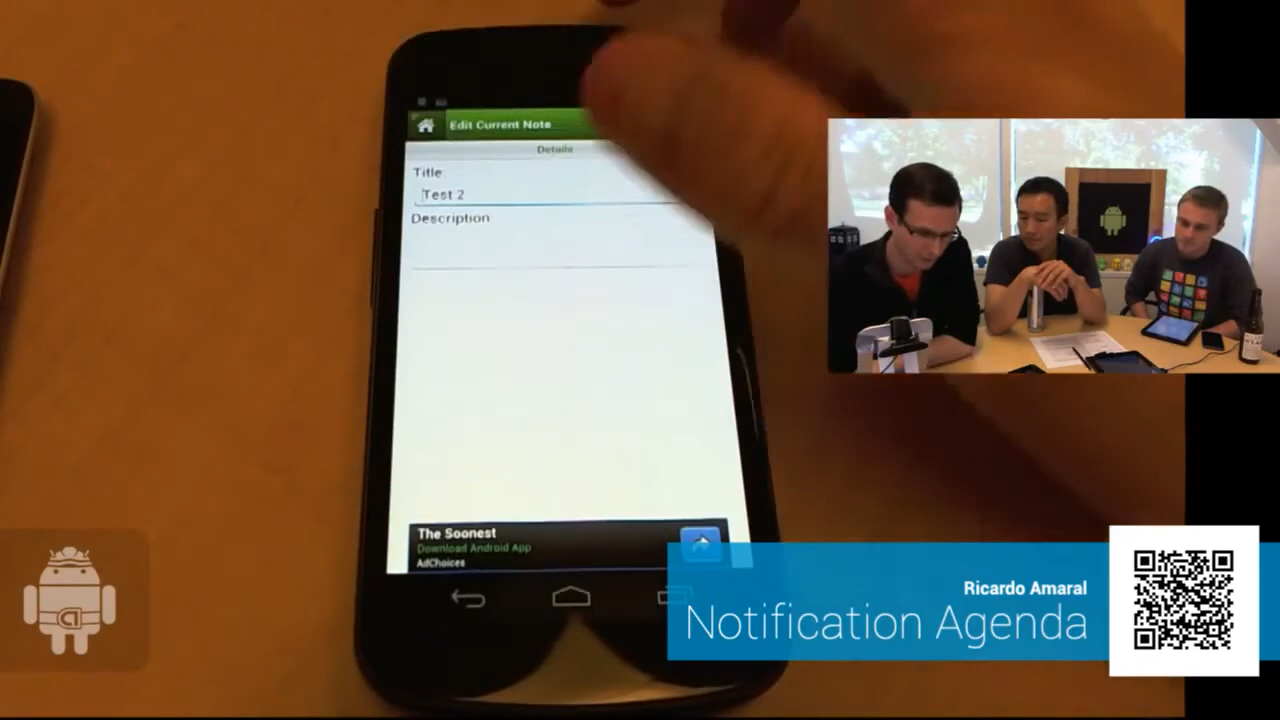 Edit Current Note
Details
Title:
Test 2
Description
The Soonest
Download Android App
AdChoices
Ricardo Amaral
Notification Agenda